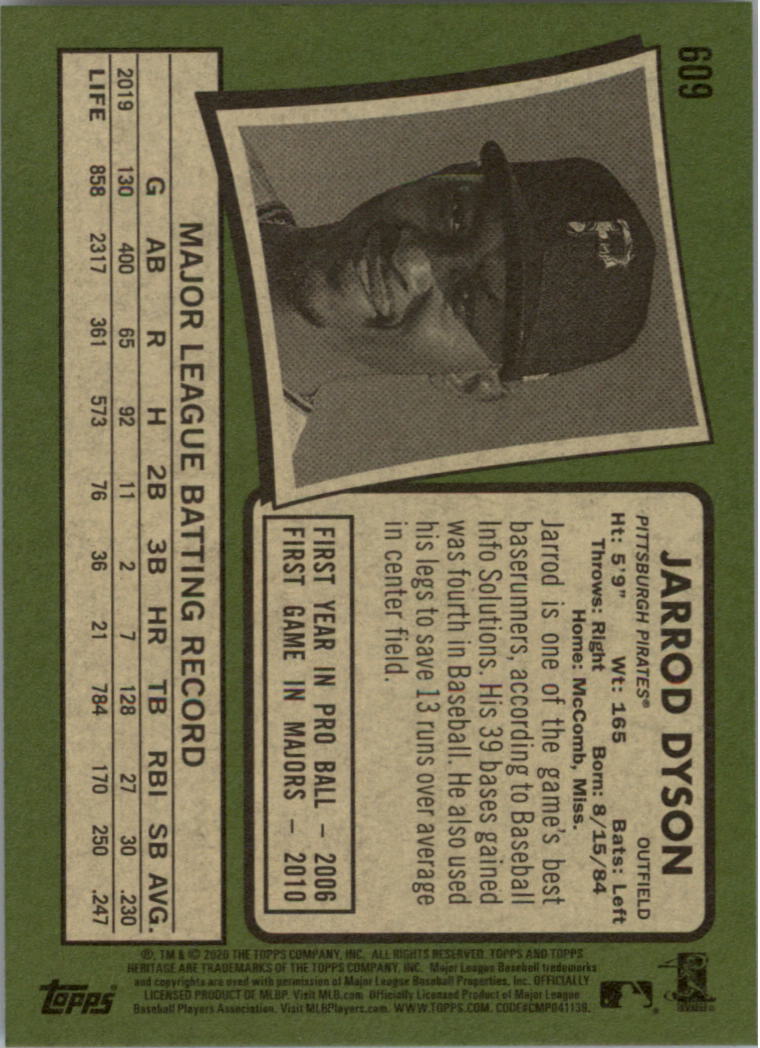 609
JARROD DYSON
PITTSBURGH PIRATES® OUTFIELD
Ht: 5'9" Wt: 165 Bats: Left
Throws: Right Born: 8/15/84
Home: McComb, Miss.
Jarrod is one of the game's best
baserunners, according to Baseball
Info Solutions. His 39 bases gained
was fourth in Baseball. He also used
his legs to save 13 runs over average
in center field.
FIRST YEAR IN PRO BALL – 2006
FIRST GAME IN MAJORS – 2010
P
MAJOR LEAGUE BATTING RECORD
G AB R H 2B 3B HR TB RBI SB AVG.
2019 130 400 65 92 11 2 7 128 27 30 .230
LIFE 858 2317 361 573 76 36 21 784 170 250 .247
®, TM & © 2020 THE TOPPS COMPANY, INC. ALL RIGHTS RESERVED. TOPPS AND TOPPS
HERITAGE ARE TRADEMARKS OF THE TOPPS COMPANY, INC. Major League Baseball trademarks
and copyrights are used with permission of Major League Baseball Properties, Inc. OFFICIALLY
LICENSED PRODUCT OF MLBP. Visit MLB.com Officially Licensed Product of Major League
Baseball Players Association. Visit MLBPlayers.com. WWW.TOPPS.COM. CODE#CMP041139.
topps®